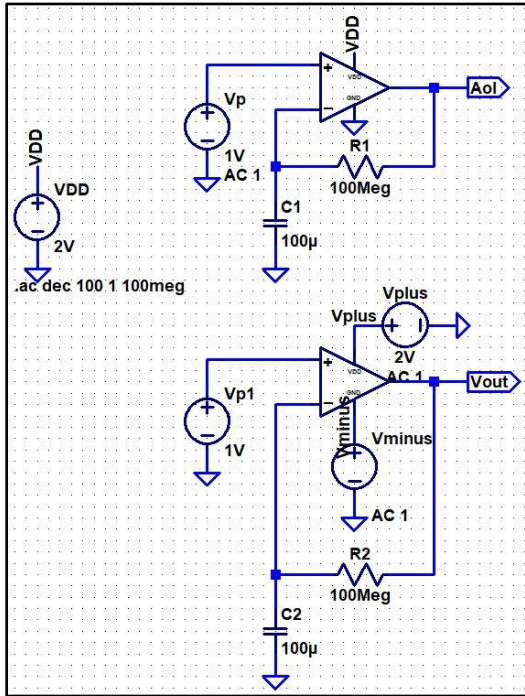 VDD
VDD
GND
Aol
Vp
1V
AC 1
R1
100Meg
C1
100µ
VDD
VDD
2V
.ac dec 100 1 100meg
Vplus
Vplus
2V
AC 1
VDD
GND
Vout
Vp1
1V
Vminus
Vminus
AC 1
R2
100Meg
C2
100µ